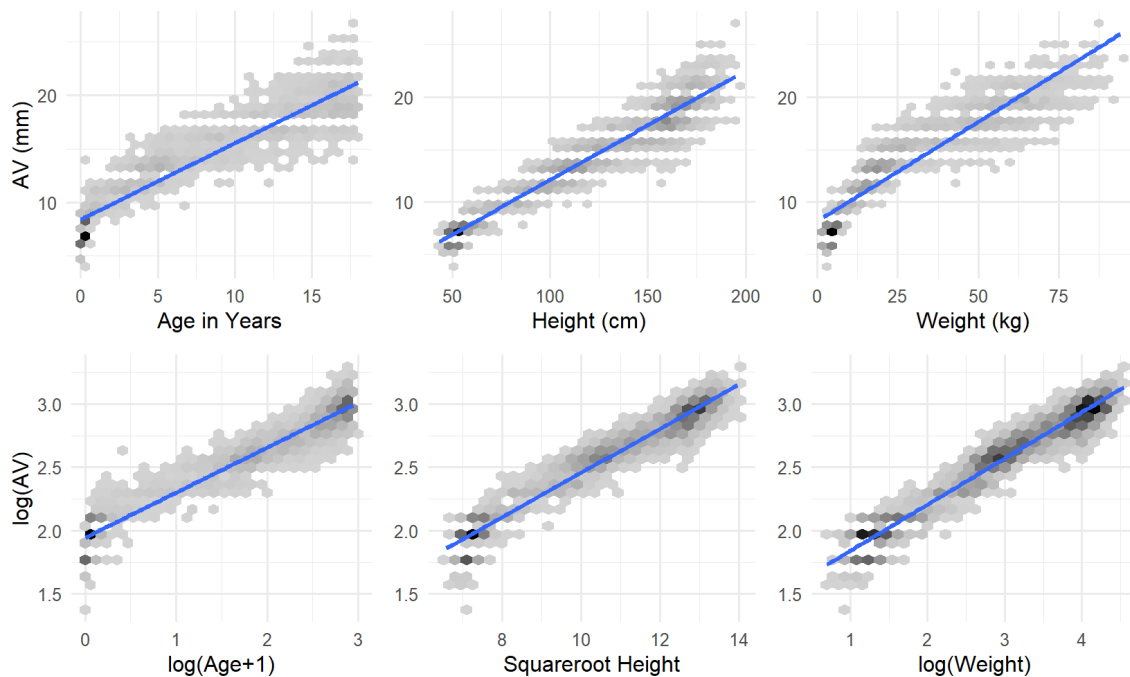 AV (mm)
20
10
0 5 10 15
Age in Years
20
10
50 100 150 200
Height (cm)
20
10
0 25 50 75
Weight (kg)
log(AV)
3.0
2.5
2.0
1.5
0 1 2 3
log(Age+1)
3.0
2.5
2.0
1.5
8 10 12 14
Squareroot Height
3.0
2.5
2.0
1.5
1 2 3 4
log(Weight)